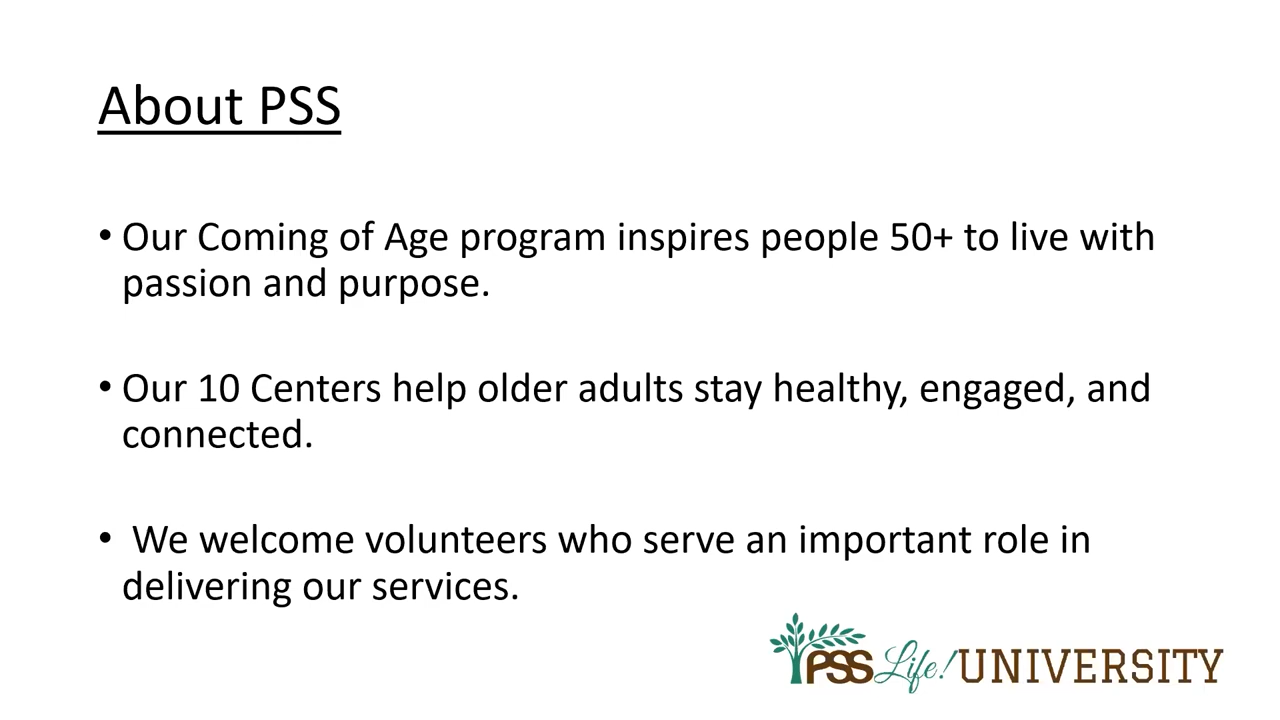 About PSS
• Our Coming of Age program inspires people 50+ to live with
passion and purpose.
• Our 10 Centers help older adults stay healthy, engaged, and
connected.
• We welcome volunteers who serve an important role in
delivering our services.
PSS Life! UNIVERSITY